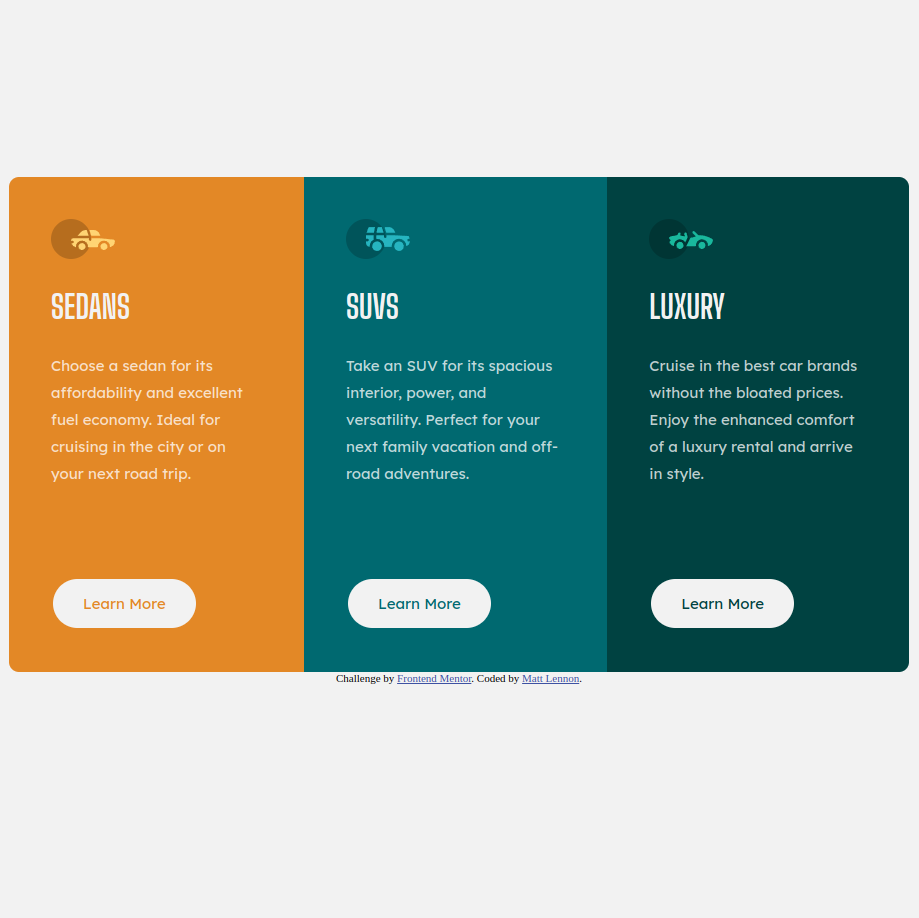 SEDANS
Choose a sedan for its
affordability and excellent
fuel economy. Ideal for
cruising in the city or on
your next road trip.
Learn More
SUVS
Take an SUV for its spacious
interior, power, and
versatility. Perfect for your
next family vacation and off-
road adventures.
Learn More
LUXURY
Cruise in the best car brands
without the bloated prices.
Enjoy the enhanced comfort
of a luxury rental and arrive
in style.
Learn More
Challenge by Frontend Mentor. Coded by Matt Lennon.